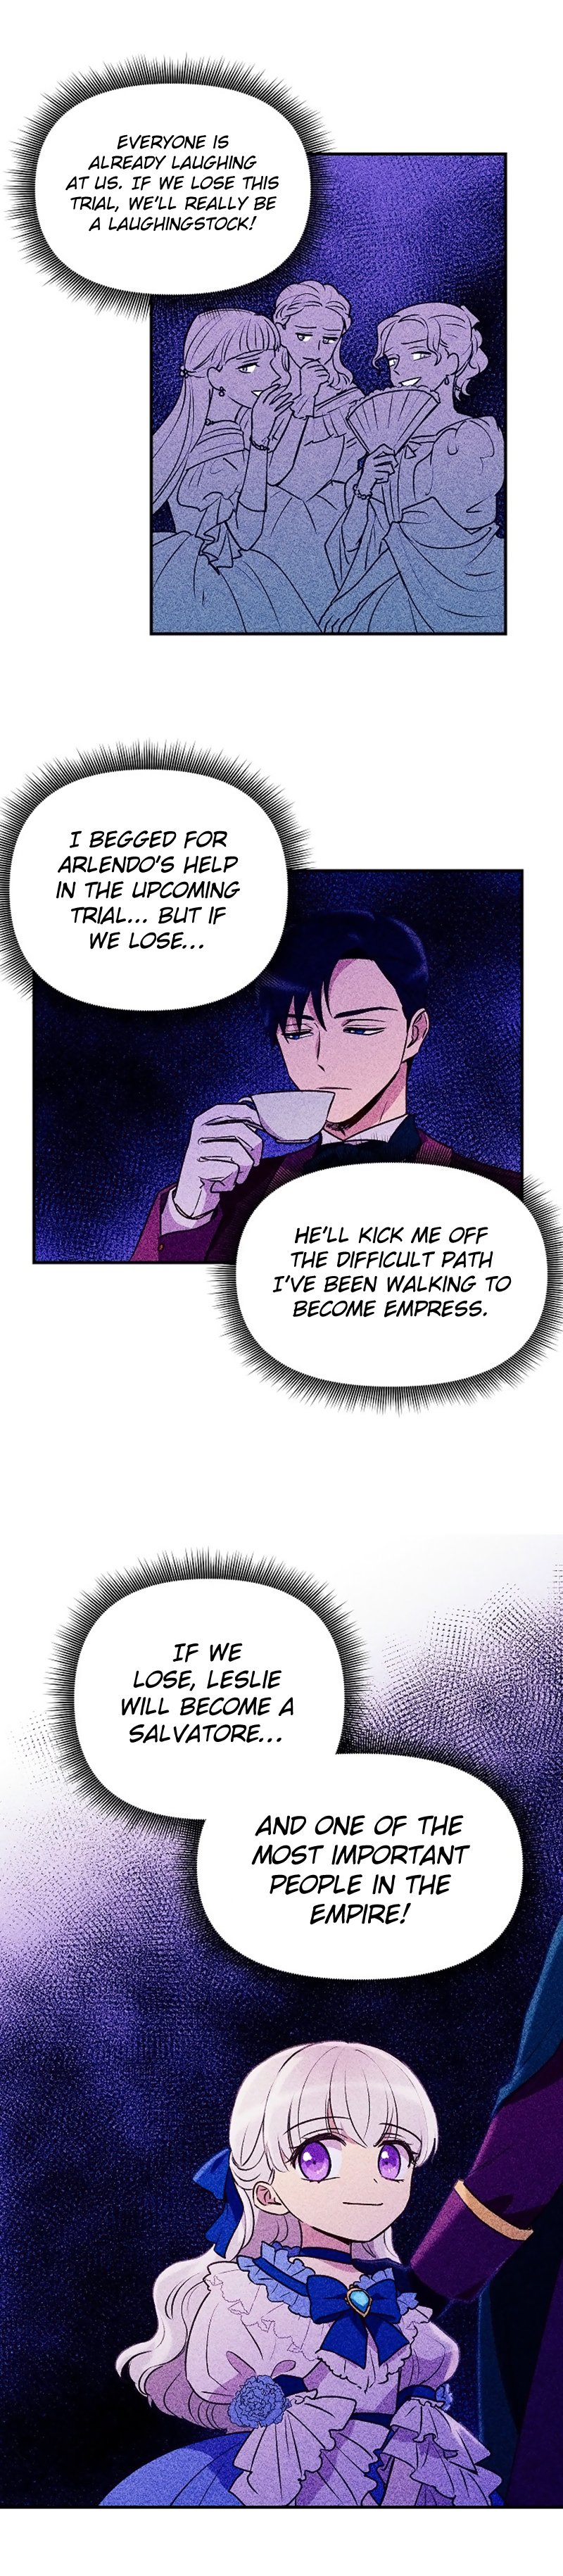 EVERYONE IS
ALREADY LAUGHING
AT US. IF WE LOSE THIS
TRIAL, WE'LL REALLY BE
A LAUGHINGSTOCK!
I BEGGED FOR
ARLENDO'S HELP
IN THE UPCOMING
TRIAL... BUT IF
WE LOSE...
HE'LL KICK ME OFF
THE DIFFICULT PATH
I'VE BEEN WALKING TO
BECOME EMPRESS.
IF WE
LOSE, LESLIE
WILL BECOME A
SALVATORE...
AND ONE OF THE
MOST IMPORTANT
PEOPLE IN THE
EMPIRE!